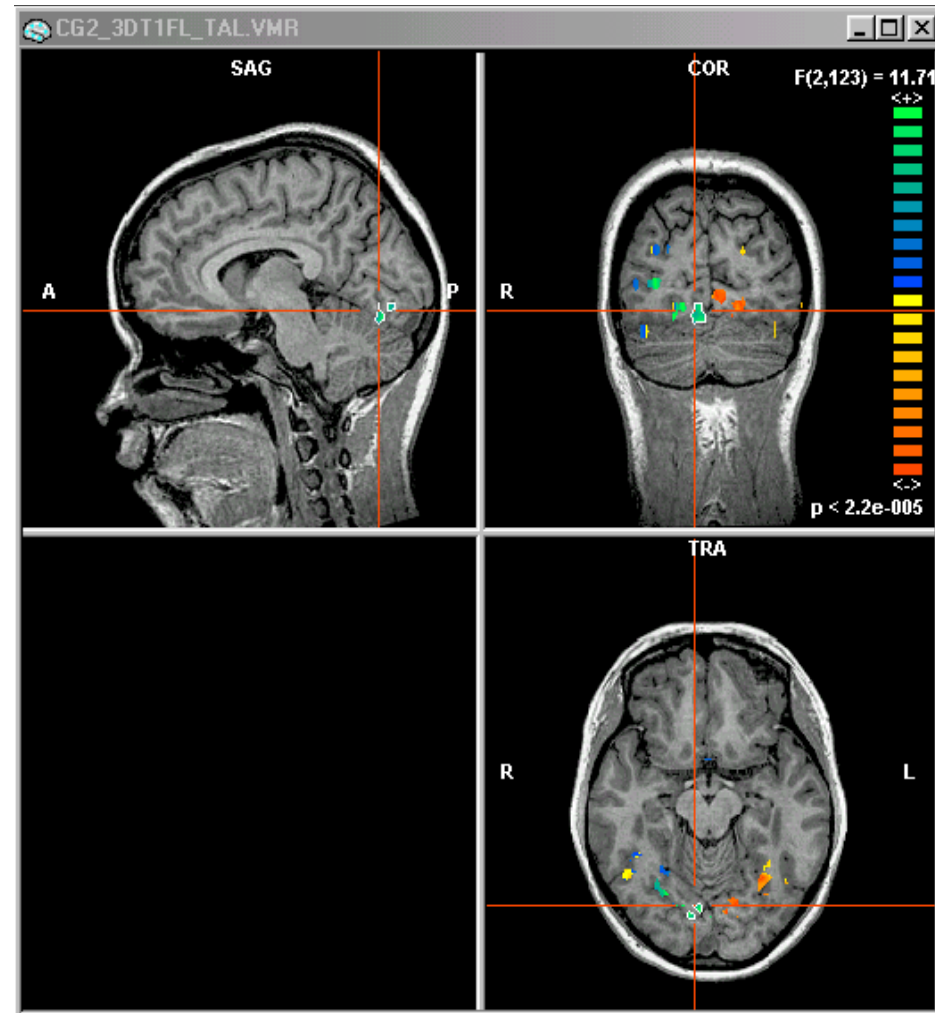 CG2_3DT1FL_TAL.VMR
SAG
COR
F(2,123) = 11.71
<+>
A
P
R
<->
p < 2.2e-005
TRA
R
L